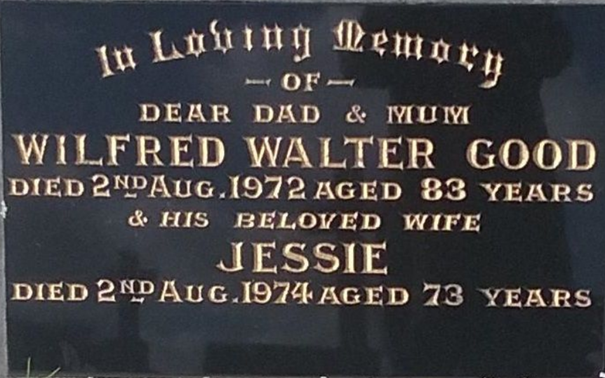 In Loving Memory
— OF —
DEAR DAD & MUM
WILFRED WALTER GOOD
DIED 2ND AUG. 1972 AGED 83 YEARS
& HIS BELOVED WIFE
JESSIE
DIED 2ND AUG. 1974 AGED 73 YEARS